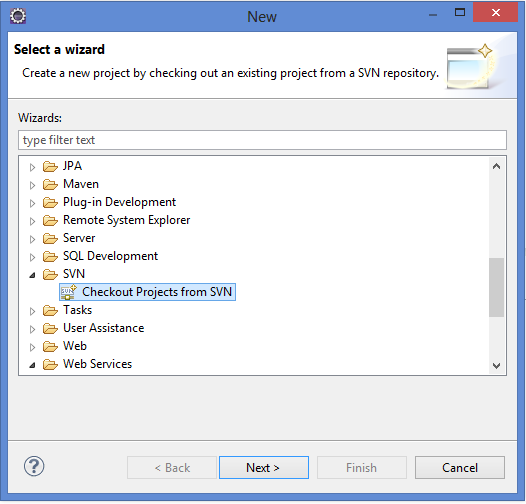 New
Select a wizard
Create a new project by checking out an existing project from a SVN repository.
Wizards:
type filter text
JPA
Maven
Plug-in Development
Remote System Explorer
Server
SQL Development
SVN
Checkout Projects from SVN
Tasks
User Assistance
Web
Web Services
? < Back Next > Finish Cancel